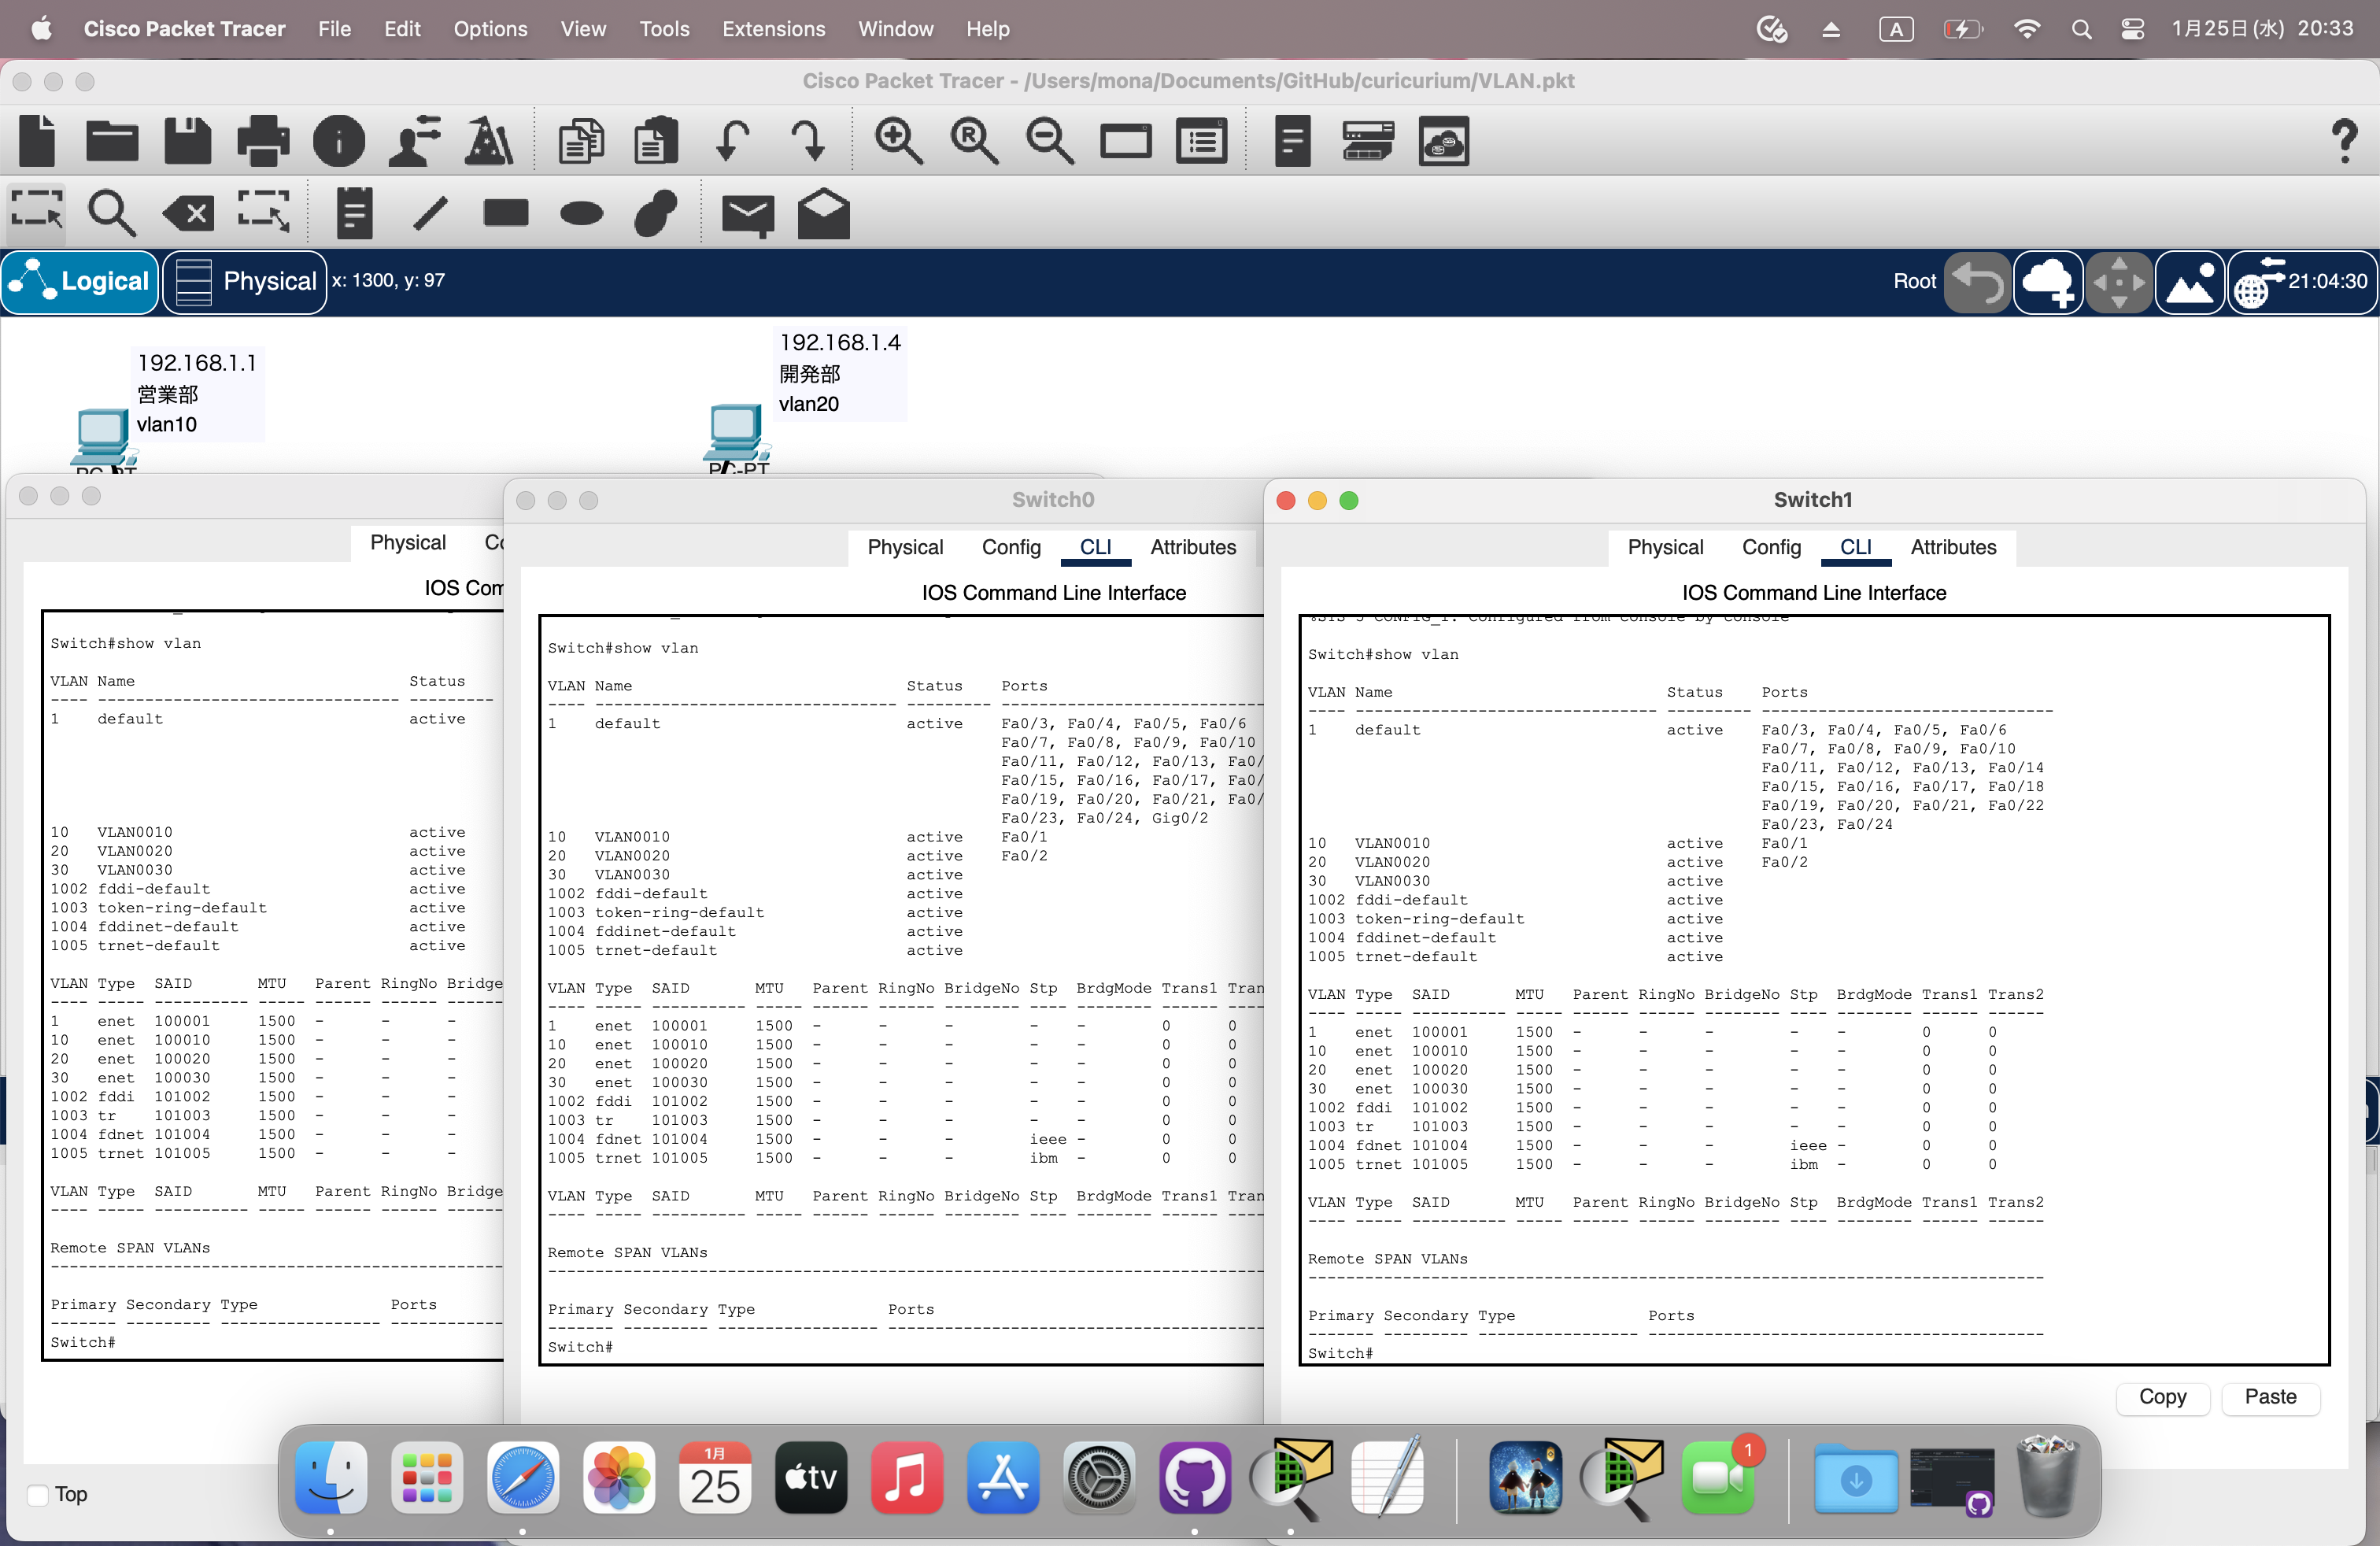 Cisco Packet Tracer File Edit Options View Tools Extensions Window Help A 1月25日(水) 20:33
Cisco Packet Tracer - /Users/mona/Documents/GitHub/curicurium/VLAN.pkt
Logical Physical x: 1300, y: 97 Root 21:04:30
192.168.1.1
営業部
vlan10
PC-PT
192.168.1.4
開発部
vlan20
PC-PT
Physical
IOS Com
Switch#show vlan
VLAN Name Status
---- -------------------------------- ---------
1 default active
10 VLAN0010 active
20 VLAN0020 active
30 VLAN0030 active
1002 fddi-default active
1003 token-ring-default active
1004 fddinet-default active
1005 trnet-default active
VLAN Type SAID MTU Parent RingNo Bridge
---- ----- ---------- ----- ------ ------ ------
1 enet 100001 1500 - - -
10 enet 100010 1500 - - -
20 enet 100020 1500 - - -
30 enet 100030 1500 - - -
1002 fddi 101002 1500 - - -
1003 tr 101003 1500 - - -
1004 fdnet 101004 1500 - - -
1005 trnet 101005 1500 - - -
VLAN Type SAID MTU Parent RingNo Bridge
---- ----- ---------- ----- ------ ------ ------
Remote SPAN VLANs
------------------------------------------------
Primary Secondary Type Ports
------- --------- ----------------- ------------
Switch#
Top
Switch0
Physical Config CLI Attributes
IOS Command Line Interface
Switch#show vlan
VLAN Name Status Ports
---- -------------------------------- --------- ----------------------------
1 default active Fa0/3, Fa0/4, Fa0/5, Fa0/6
Fa0/7, Fa0/8, Fa0/9, Fa0/10
Fa0/11, Fa0/12, Fa0/13, Fa0/
Fa0/15, Fa0/16, Fa0/17, Fa0/
Fa0/19, Fa0/20, Fa0/21, Fa0/
Fa0/23, Fa0/24, Gig0/2
10 VLAN0010 active Fa0/1
20 VLAN0020 active Fa0/2
30 VLAN0030 active
1002 fddi-default active
1003 token-ring-default active
1004 fddinet-default active
1005 trnet-default active
VLAN Type SAID MTU Parent RingNo BridgeNo Stp BrdgMode Trans1 Tran
---- ----- ---------- ----- ------ ------ -------- ---- -------- ------ ----
1 enet 100001 1500 - - - - - 0 0
10 enet 100010 1500 - - - - - 0 0
20 enet 100020 1500 - - - - - 0 0
30 enet 100030 1500 - - - - - 0 0
1002 fddi 101002 1500 - - - - - 0 0
1003 tr 101003 1500 - - - - - 0 0
1004 fdnet 101004 1500 - - - ieee - 0 0
1005 trnet 101005 1500 - - - ibm - 0 0
VLAN Type SAID MTU Parent RingNo BridgeNo Stp BrdgMode Trans1 Tran
---- ----- ---------- ----- ------ ------ -------- ---- -------- ------ ----
Remote SPAN VLANs
----------------------------------------------------------------------------
Primary Secondary Type Ports
------- --------- ----------------- ----------------------------------------
Switch#
Switch1
Physical Config CLI Attributes
IOS Command Line Interface
Switch#show vlan
VLAN Name Status Ports
---- -------------------------------- --------- -------------------------------
1 default active Fa0/3, Fa0/4, Fa0/5, Fa0/6
Fa0/7, Fa0/8, Fa0/9, Fa0/10
Fa0/11, Fa0/12, Fa0/13, Fa0/14
Fa0/15, Fa0/16, Fa0/17, Fa0/18
Fa0/19, Fa0/20, Fa0/21, Fa0/22
Fa0/23, Fa0/24
10 VLAN0010 active Fa0/1
20 VLAN0020 active Fa0/2
30 VLAN0030 active
1002 fddi-default active
1003 token-ring-default active
1004 fddinet-default active
1005 trnet-default active
VLAN Type SAID MTU Parent RingNo BridgeNo Stp BrdgMode Trans1 Trans2
---- ----- ---------- ----- ------ ------ -------- ---- -------- ------ ------
1 enet 100001 1500 - - - - - 0 0
10 enet 100010 1500 - - - - - 0 0
20 enet 100020 1500 - - - - - 0 0
30 enet 100030 1500 - - - - - 0 0
1002 fddi 101002 1500 - - - - - 0 0
1003 tr 101003 1500 - - - - - 0 0
1004 fdnet 101004 1500 - - - ieee - 0 0
1005 trnet 101005 1500 - - - ibm - 0 0
VLAN Type SAID MTU Parent RingNo BridgeNo Stp BrdgMode Trans1 Trans2
---- ----- ---------- ----- ------ ------ -------- ---- -------- ------ ------
Remote SPAN VLANs
------------------------------------------------------------------------------
Primary Secondary Type Ports
------- --------- ----------------- ------------------------------------------
Switch#
Copy Paste
1月
25
tv
1